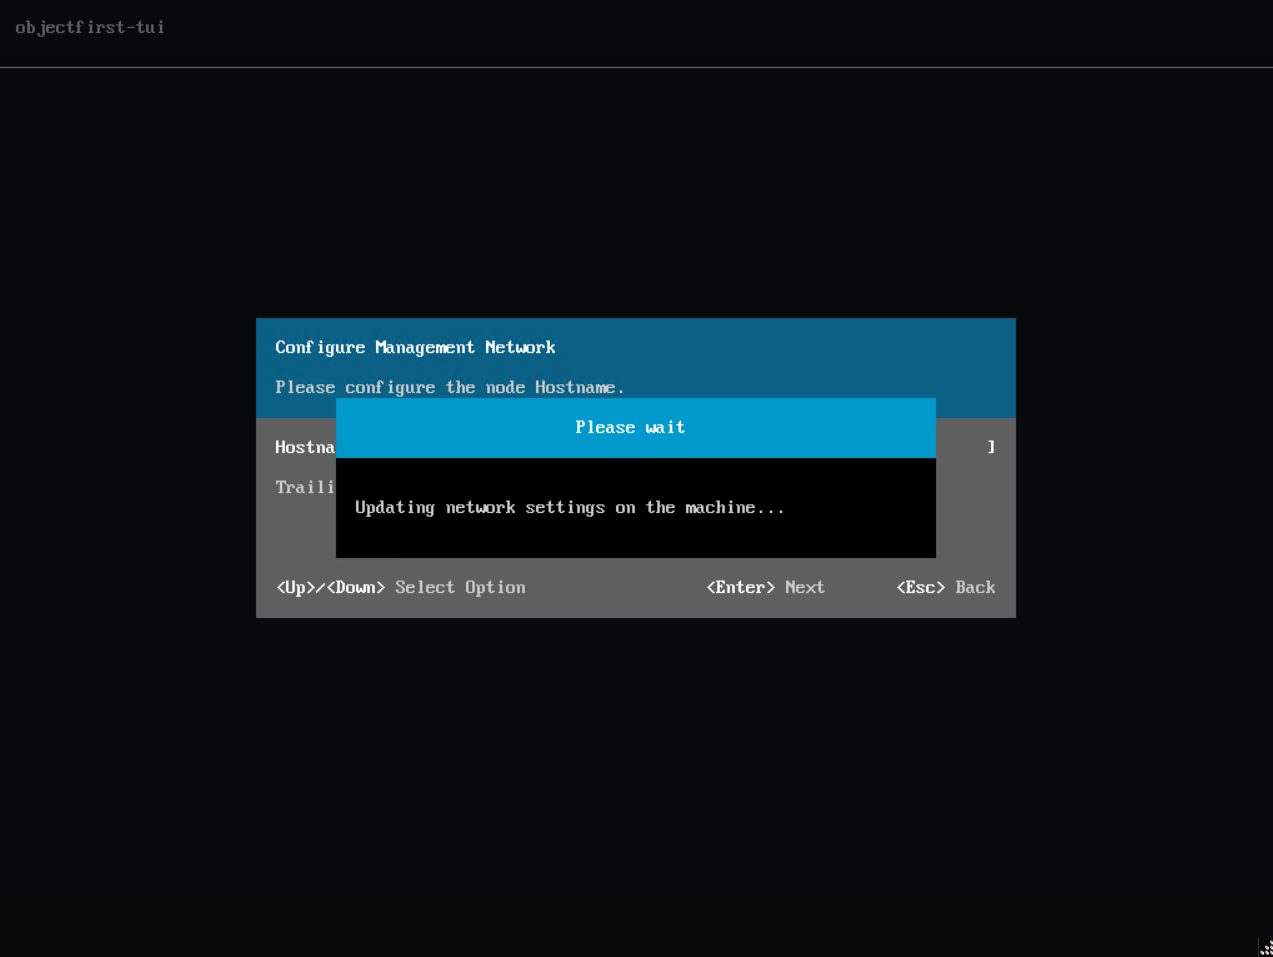 objectfirst-tui
Configure Management Network
Please configure the node Hostname.
Please wait
Hostna ]
Traili
Updating network settings on the machine...
<Up>/<Down> Select Option <Enter> Next <Esc> Back